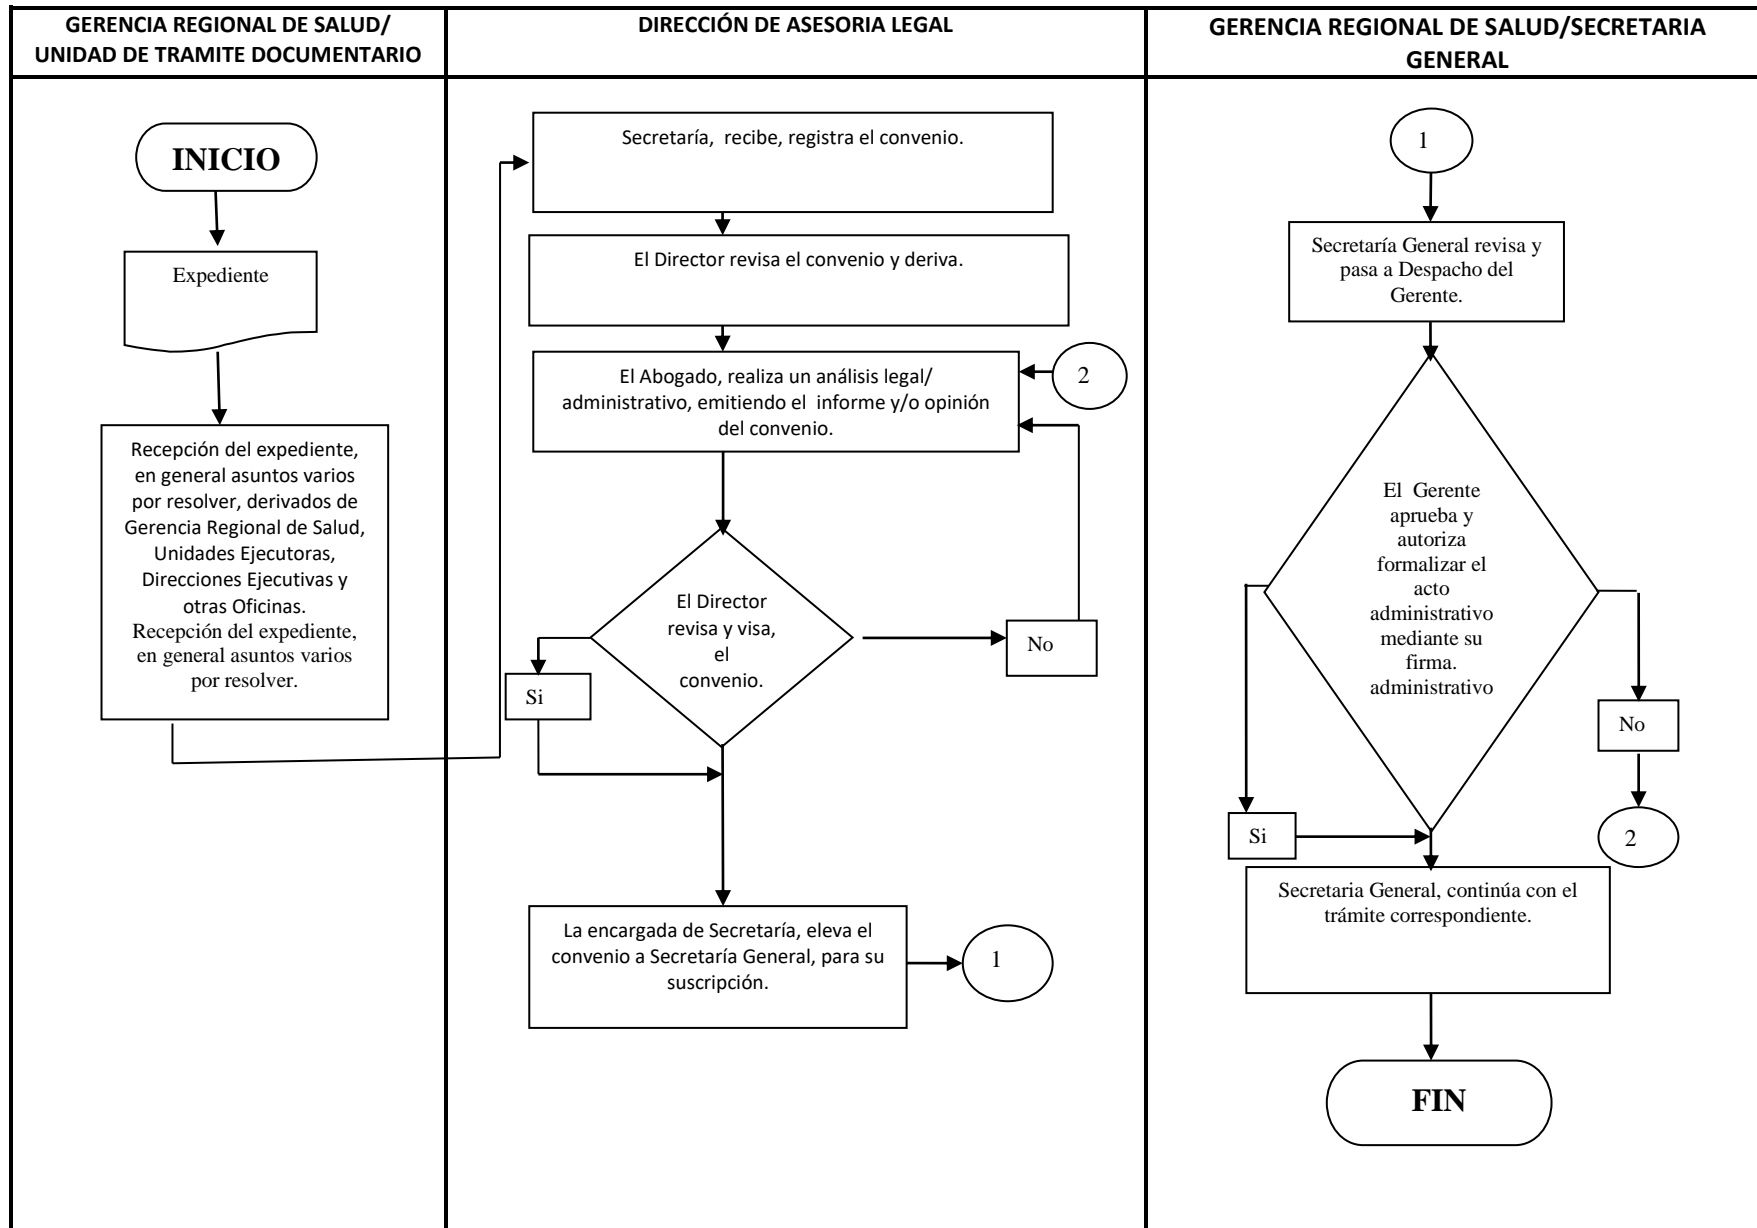 GERENCIA REGIONAL DE SALUD/
UNIDAD DE TRAMITE DOCUMENTARIO
DIRECCIÓN DE ASESORIA LEGAL
GERENCIA REGIONAL DE SALUD/SECRETARIA
GENERAL
INICIO
Expediente
Recepción del expediente,
en general asuntos varios
por resolver, derivados de
Gerencia Regional de Salud,
Unidades Ejecutoras,
Direcciones Ejecutivas y
otras Oficinas.
Recepción del expediente,
en general asuntos varios
por resolver.
Secretaría, recibe, registra el convenio.
El Director revisa el convenio y deriva.
El Abogado, realiza un análisis legal/
administrativo, emitiendo el informe y/o opinión
del convenio.
2
El Director
revisa y visa,
el
convenio.
Si
No
La encargada de Secretaría, eleva el
convenio a Secretaría General, para su
suscripción.
1
1
Secretaría General revisa y
pasa a Despacho del
Gerente.
El Gerente
aprueba y
autoriza
formalizar el
acto
administrativo
mediante su
firma.
administrativo
No
Si
2
Secretaria General, continúa con el
trámite correspondiente.
FIN